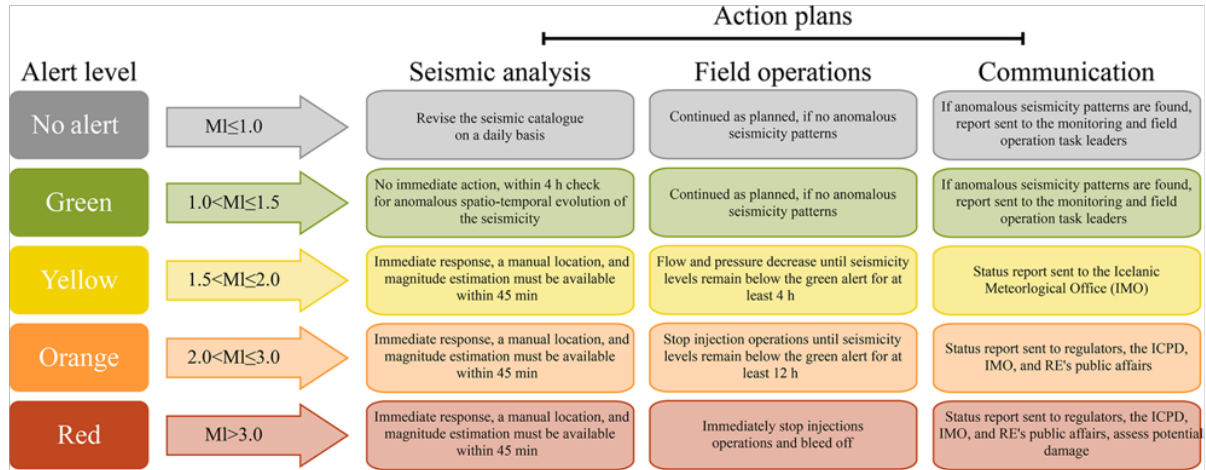 Action plans
Alert level
Seismic analysis
Field operations
Communication
No alert
Ml≤1.0
Revise the seismic catalogue
on a daily basis
Continued as planned, if no anomalous
seismicity patterns
If anomalous seismicity patterns are found,
report sent to the monitoring and field
operation task leaders
Green
1.0<Ml≤1.5
No immediate action, within 4 h check
for anomalous spatio-temporal evolution of
the seismicity
Continued as planned, if no anomalous
seismicity patterns
If anomalous seismicity patterns are found,
report sent to the monitoring and field
operation task leaders
Yellow
1.5<Ml≤2.0
Immediate response, a manual location, and
magnitude estimation must be available
within 45 min
Flow and pressure decrease until seismicity
levels remain below the green alert for at
least 4 h
Status report sent to the Icelanic
Meteorlogical Office (IMO)
Orange
2.0<Ml≤3.0
Immediate response, a manual location, and
magnitude estimation must be available
within 45 min
Stop injection operations until seismicity
levels remain below the green alert for at
least 12 h
Status report sent to regulators, the ICPD,
IMO, and RE's public affairs
Red
Ml>3.0
Immediate response, a manual location, and
magnitude estimation must be available
within 45 min
Immediately stop injections
operations and bleed off
Status report sent to regulators, the ICPD,
IMO, and RE's public affairs, assess potential
damage